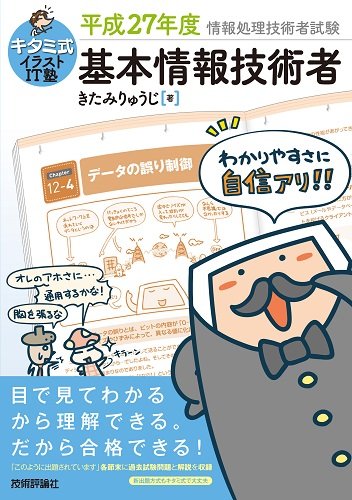 平成27年度 情報処理技術者試験
キタミ式
イラスト
IT塾
基本情報技術者
きたみりゅうじ[著]
わかりやすさに
自信アリ!!
Chapter
12-4
データの誤り制御
オレのアホさに…
通用するかな!
胸を張るな
キラーン
目で見てわかる
から理解できる。
だから合格できる!
「このように出題されています」各節末に過去試験問題と解説を収録
新出題方式もキタミ式で大丈夫
技術評論社